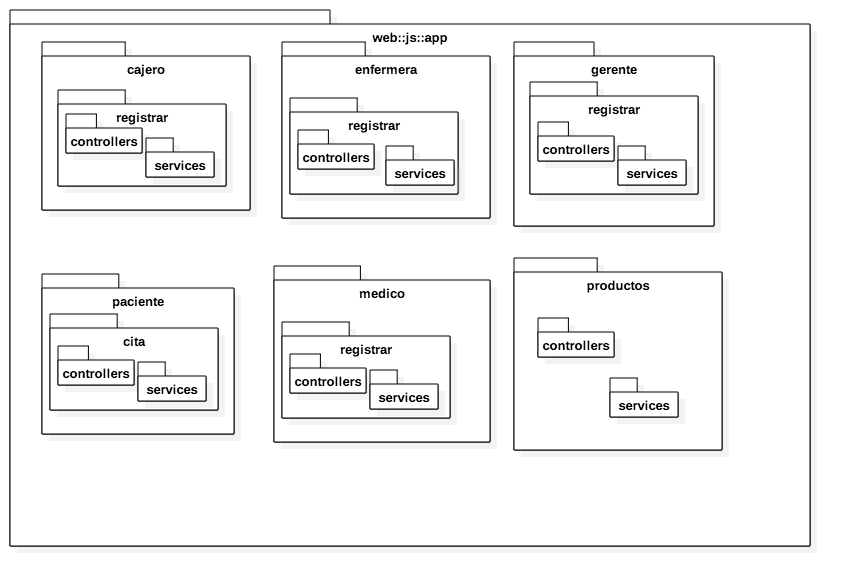 web::js::app
cajero
registrar
controllers
services
enfermera
registrar
controllers
services
gerente
registrar
controllers
services
paciente
cita
controllers
services
medico
registrar
controllers
services
productos
controllers
services